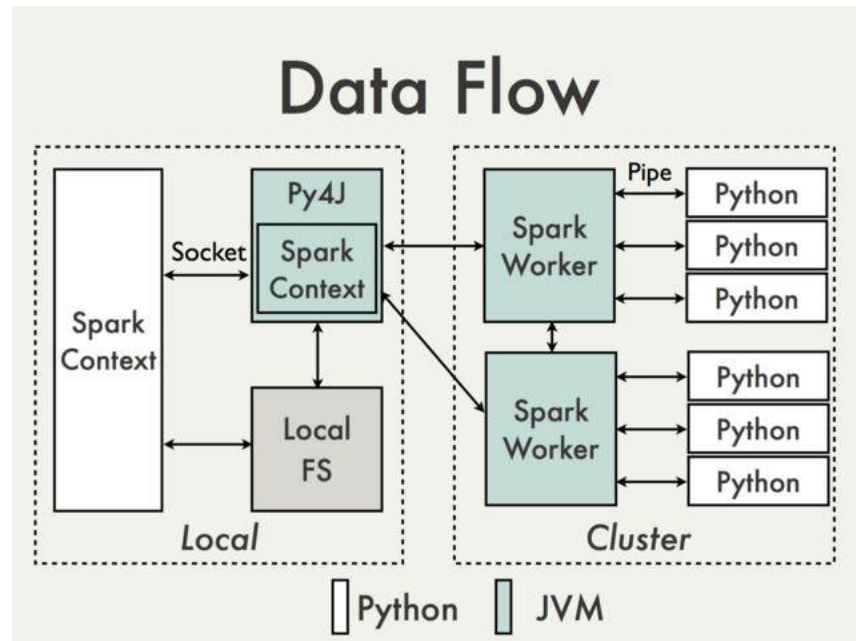 Data Flow
Spark
Context
Socket
Py4J
Spark
Context
Local
FS
Local
Spark
Worker
Pipe
Python
Python
Python
Spark
Worker
Python
Python
Python
Cluster
Python
JVM